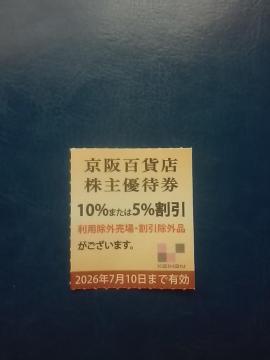 京阪百貨店
株主優待券
10%または5%割引
利用除外売場・割引除外品
がございます。
KEIHAN
2026年7月10日まで有効